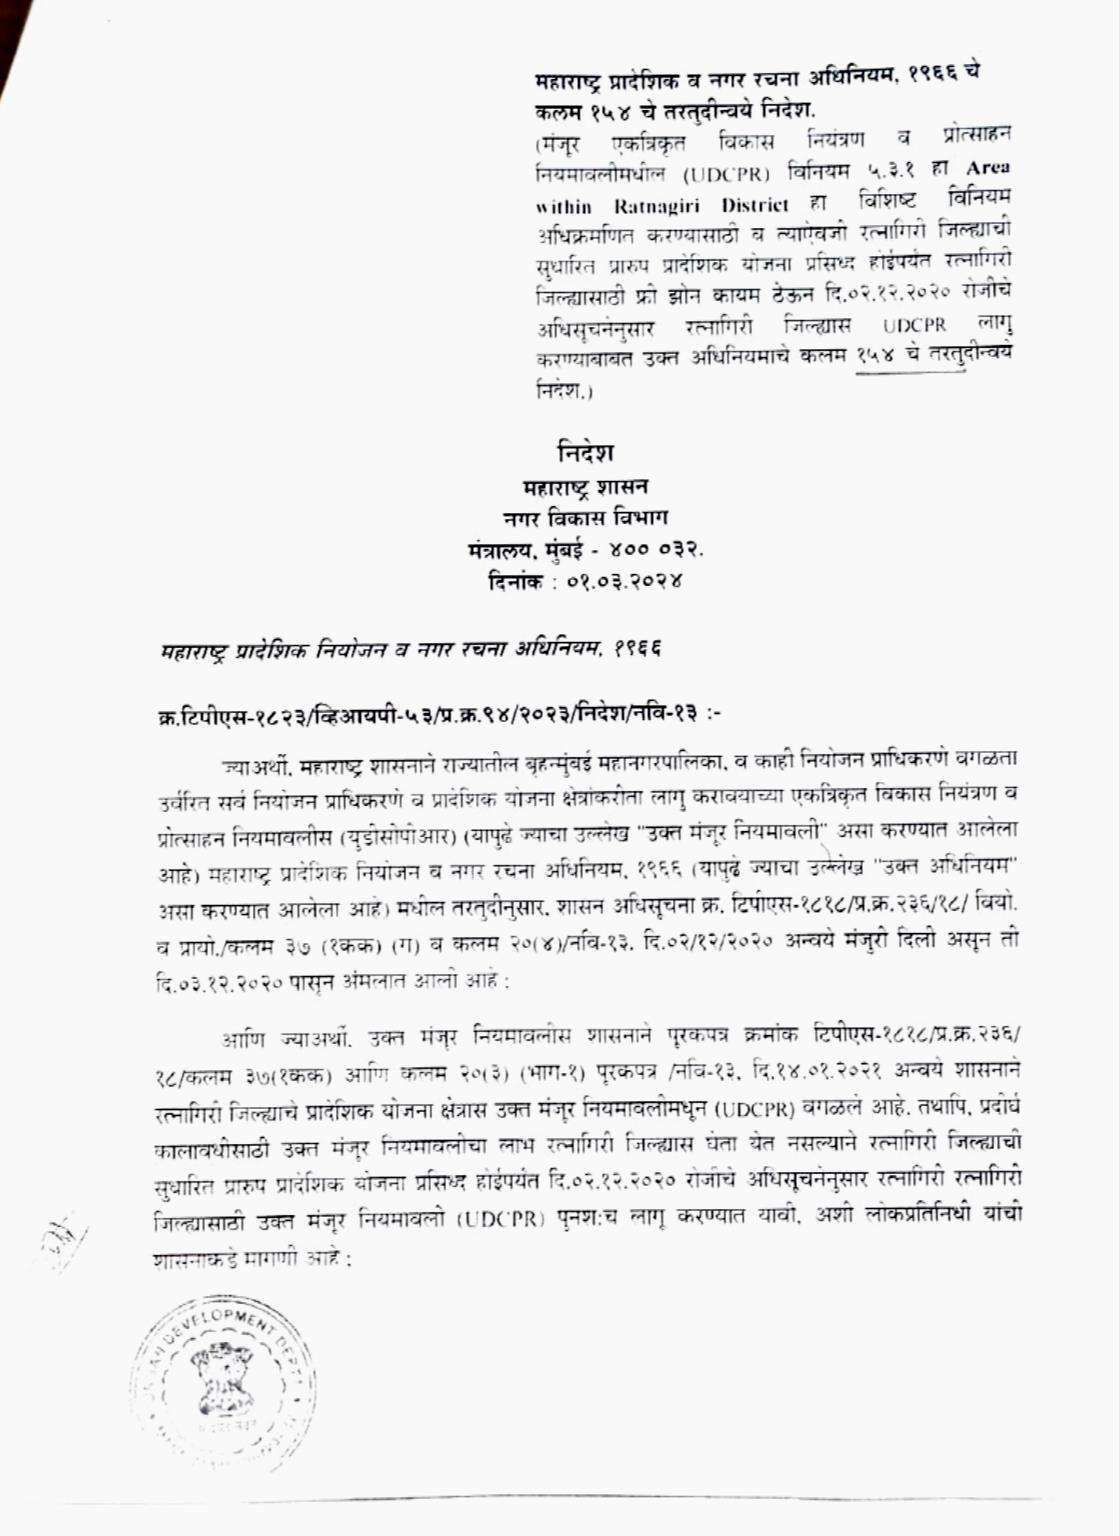 महाराष्ट्र प्रादेशिक व नगर रचना अधिनियम, १९६६ चे
कलम १५४ चे तरतुदीन्वये निदेश.
(मंजूर एकत्रिकृत विकास नियंत्रण व प्रोत्साहन
नियमावलीमधील (UDCPR) विनियम ५.३.१ हा Area
within Ratnagiri District हा विशिष्ट विनियम
अधिक्रमणित करण्यासाठी व त्याऐवजी रत्नागिरी जिल्ह्याची
सुधारित प्रारुप प्रादेशिक योजना प्रसिध्द होईपर्यंत रत्नागिरी
जिल्ह्यासाठी फ्री झोन कायम ठेऊन दि.०२.१२.२०२० रोजीचे
अधिसूचनेनुसार रत्नागिरी जिल्ह्यास UDCPR लागु
करण्याबाबत उक्त अधिनियमाचे कलम १५४ चे तरतुदीन्वये
निदेश.)
निदेश
महाराष्ट्र शासन
नगर विकास विभाग
मंत्रालय, मुंबई - ४०० ०३२.
दिनांक : ०१.०३.२०२४
महाराष्ट्र प्रादेशिक नियोजन व नगर रचना अधिनियम, १९६६
क्र.टिपीएस-१८२३/व्हिआयपी-५३/प्र.क्र.९४/२०२३/निदेश/नवि-१३ :-
ज्याअर्थी, महाराष्ट्र शासनाने राज्यातील बृहन्मुंबई महानगरपालिका, व काही नियोजन प्राधिकरणे वगळता
उर्वरित सर्व नियोजन प्राधिकरणे व प्रादेशिक योजना क्षेत्रांकरीता लागु करावयाच्या एकत्रिकृत विकास नियंत्रण व
प्रोत्साहन नियमावलीस (युडीसीपीआर) (यापुढे ज्याचा उल्लेख "उक्त मंजूर नियमावली" असा करण्यात आलेला
आहे) महाराष्ट्र प्रादेशिक नियोजन व नगर रचना अधिनियम, १९६६ (यापुढे ज्याचा उल्लेख "उक्त अधिनियम"
असा करण्यात आलेला आहे) मधील तरतुदीनुसार, शासन अधिसूचना क्र. टिपीएस-१८१८/प्र.क्र.२३६/१८/ वियो.
व प्रायो./कलम ३७ (१कक) (ग) व कलम २०(४)/नवि-१३, दि.०२/१२/२०२० अन्वये मंजुरी दिली असून ती
दि.०३.१२.२०२० पासून अंमलात आली आहे ;
आणि ज्याअर्थी, उक्त मंजूर नियमावलीस शासनाने पूरकपत्र क्रमांक टिपीएस-१८१८/प्र.क्र.२३६/
१८/कलम ३७(१कक) आणि कलम २०(३) (भाग-१) पूरकपत्र /नवि-१३, दि.१४.०१.२०२१ अन्वये शासनाने
रत्नागिरी जिल्ह्याचे प्रादेशिक योजना क्षेत्रास उक्त मंजूर नियमावलीमधून (UDCPR) वगळले आहे. तथापि, प्रदीर्घ
कालावधीसाठी उक्त मंजूर नियमावलीचा लाभ रत्नागिरी जिल्ह्यास घेता येत नसल्याने रत्नागिरी जिल्ह्याची
सुधारित प्रारुप प्रादेशिक योजना प्रसिध्द होईपर्यंत दि.०२.१२.२०२० रोजीचे अधिसूचनेनुसार रत्नागिरी रत्नागिरी
जिल्ह्यासाठी उक्त मंजूर नियमावली (UDCPR) पुनश:च लागू करण्यात यावी, अशी लोकप्रतिनिधी यांची
शासनाकडे मागणी आहे ;
URBAN DEVELOPMENT DEPTT.